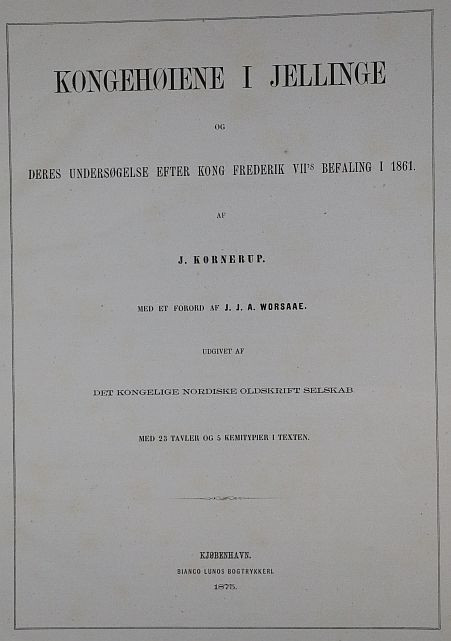 KONGEHØIENE I JELLINGE
OG
DERES UNDERSØGELSE EFTER KONG FREDERIK VII'S BEFALING I 1861.
AF
J. KORNERUP.
MED ET FORORD AF J. J. A. WORSAAE.
UDGIVET AF
DET KONGELIGE NORDISKE OLDSKRIFT SELSKAB.
MED 23 TAVLER OG 5 KEMITYPIER I TEXTEN.
KJØBENHAVN.
BIANCO LUNOS BOGTRYKKERI.
1875.